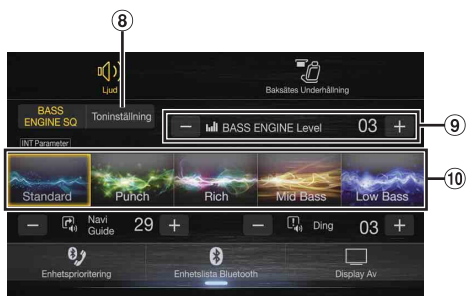 8
Ljud
Baksätes Underhållning
BASS
ENGINE SQ
Toninställning
BASS ENGINE Level
03
9
INT Parameter
Standard
Punch
Rich
Mid Bass
Low Bass
10
Navi
Guide
29
Ding
03
Enhetsprioritering
Enhetslista Bluetooth
Display Av